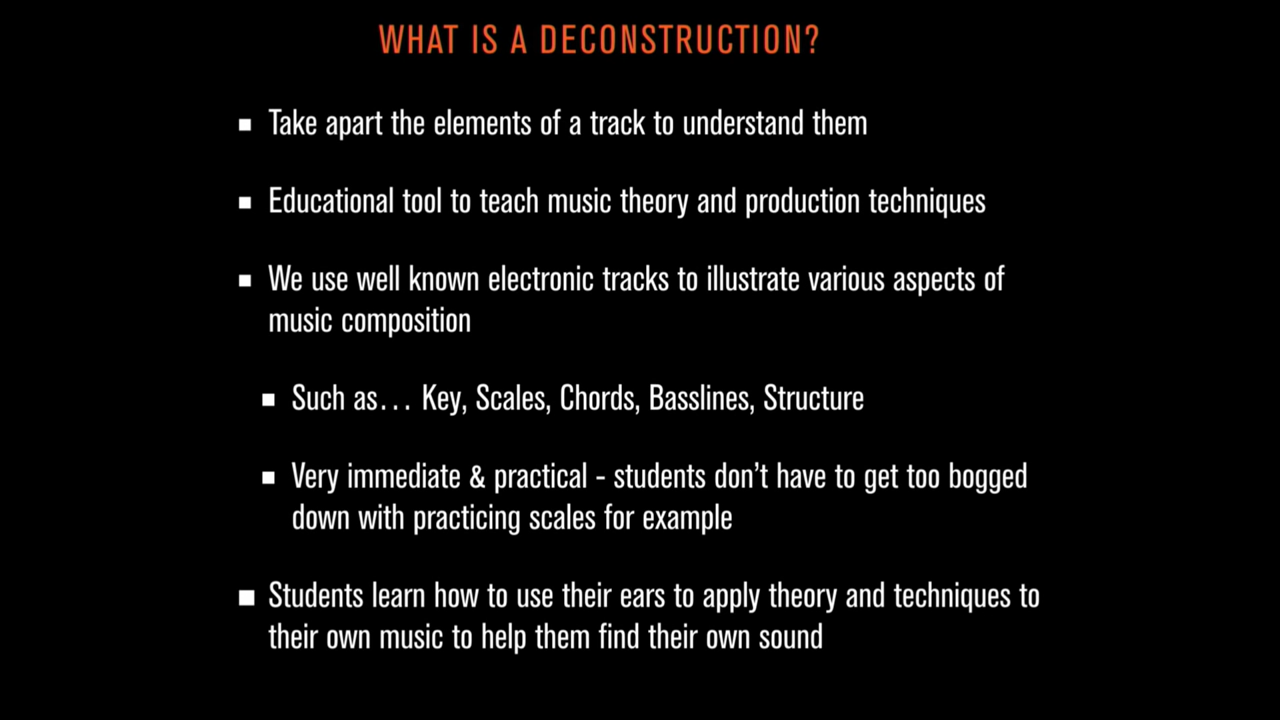 WHAT IS A DECONSTRUCTION?
▪ Take apart the elements of a track to understand them
▪ Educational tool to teach music theory and production techniques
▪ We use well known electronic tracks to illustrate various aspects of
music composition
▪ Such as… Key, Scales, Chords, Basslines, Structure
▪ Very immediate & practical - students don’t have to get too bogged
down with practicing scales for example
▪ Students learn how to use their ears to apply theory and techniques to
their own music to help them find their own sound